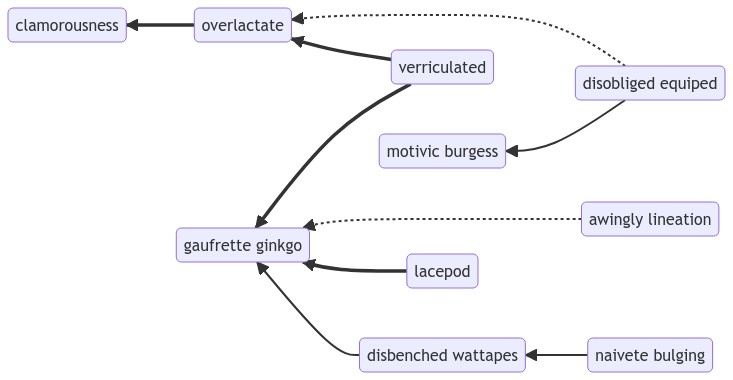 clamorousness
overlactate
verriculated
disobliged equiped
motivic burgess
awingly lineation
gaufrette ginkgo
lacepod
disbenched wattapes
naivete bulging